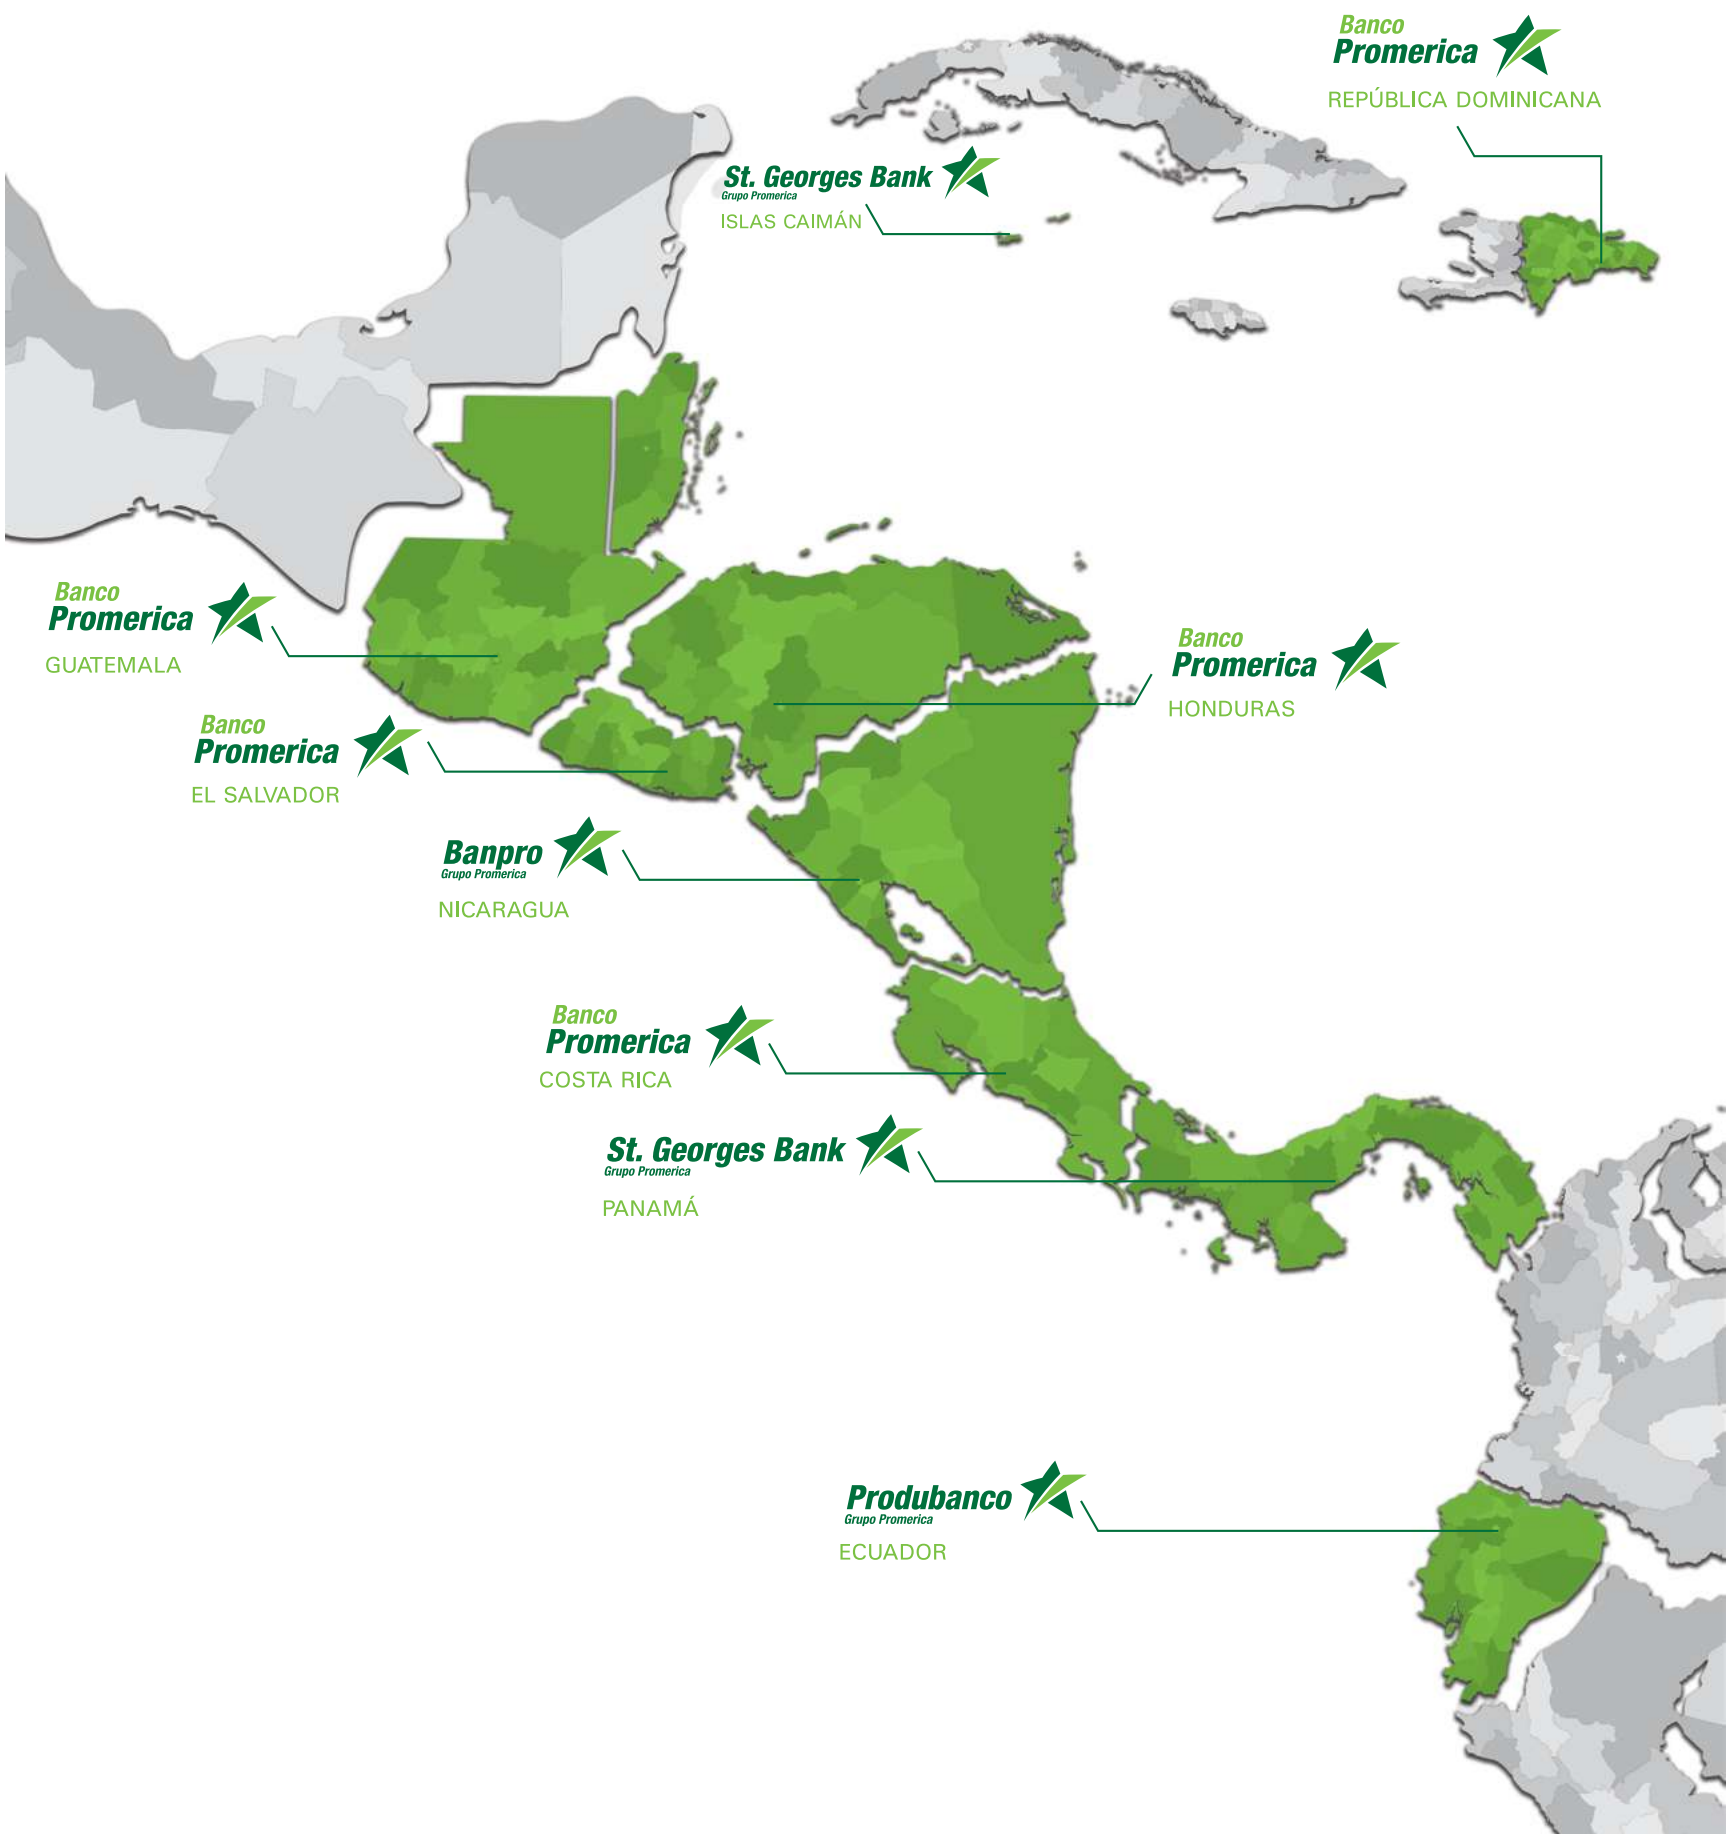 Banco
Promerica
REPÚBLICA DOMINICANA
St. Georges Bank
Grupo Promerica
ISLAS CAIMÁN
Banco
Promerica
GUATEMALA
Banco
Promerica
HONDURAS
Banco
Promerica
EL SALVADOR
Banpro
Grupo Promerica
NICARAGUA
Banco
Promerica
COSTA RICA
St. Georges Bank
Grupo Promerica
PANAMÁ
Produbanco
Grupo Promerica
ECUADOR